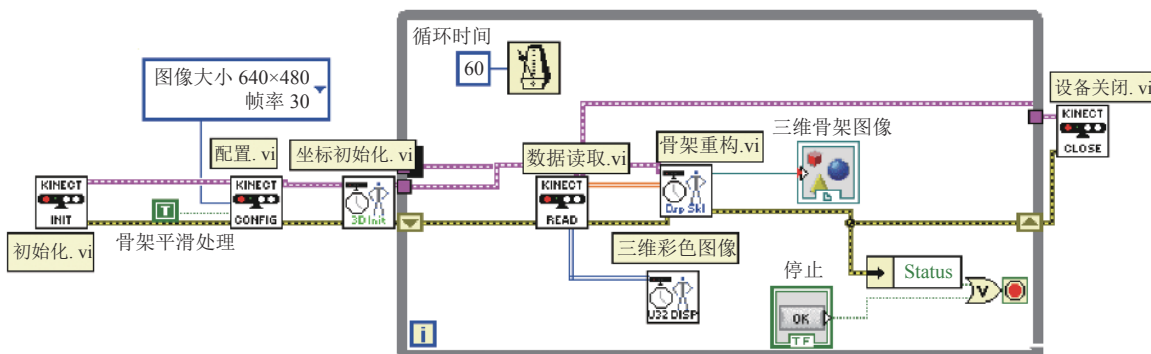 循环时间
60
图像大小 640×480
帧率 30
设备关闭. vi
KINECT
CLOSE
配置. vi
坐标初始化. vi
数据读取.vi
骨架重构.vi
三维骨架图像
KINECT
INIT
KINECT
CONFIG
3D Init
KINECT
READ
Dsp Skl
T
骨架平滑处理
初始化. vi
三维彩色图像
U32 DISP
停止
OK
TF
Status
V
i